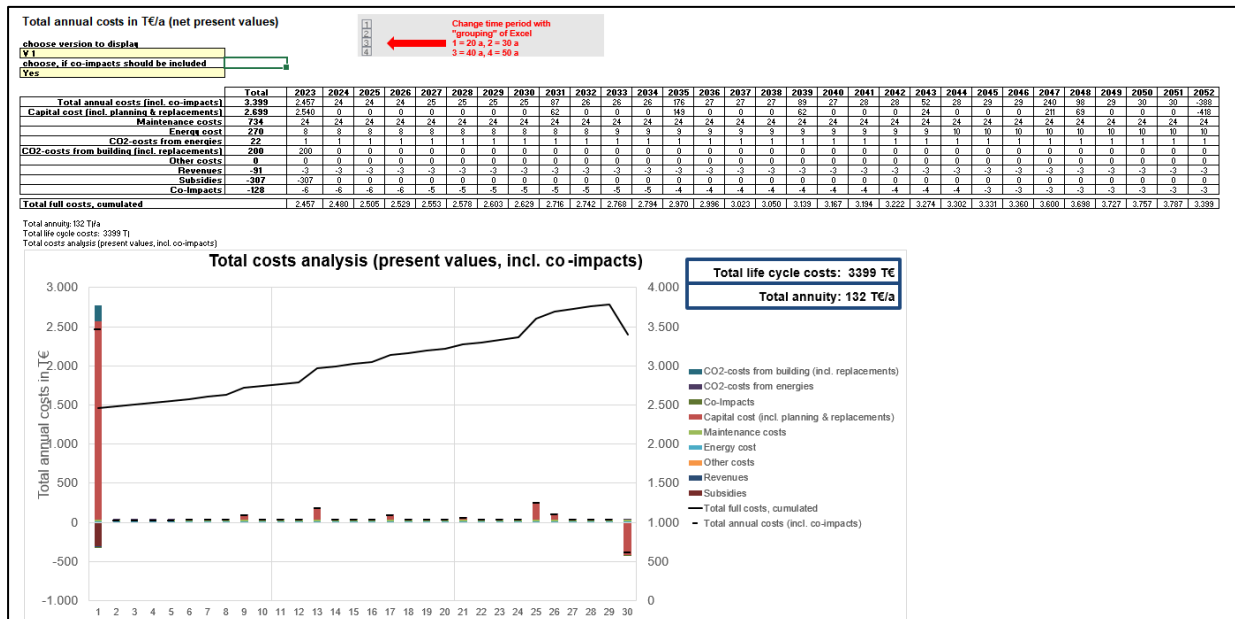 Total annual costs in T€/a (net present values)
choose version to display
V 1
choose, if co-impacts should be included
Yes
1
2
3
4
Change time period with
"grouping" of Excel
1 = 20 a, 2 = 30 a
3 = 40 a, 4 = 50 a
Total 2023 2024 2025 2026 2027 2028 2029 2030 2031 2032 2033 2034 2035 2036 2037 2038 2039 2040 2041 2042 2043 2044 2045 2046 2047 2048 2049 2050 2051 2052
Total annual costs (incl. co-impacts) 3.399 2.457 24 24 24 25 25 25 25 87 26 26 26 176 27 27 27 89 27 28 28 52 28 29 29 240 98 29 30 30 -388
Capital cost (incl. planning & replacements) 2.699 2.540 0 0 0 0 0 0 0 62 0 0 0 149 0 0 0 62 0 0 0 24 0 0 0 211 69 0 0 0 -418
Maintenance costs 734 24 24 24 24 24 24 24 24 24 24 24 24 24 24 24 24 24 24 24 24 24 24 24 24 24 24 24 24 24 24
Energy cost 270 8 8 8 8 8 8 8 8 8 8 9 9 9 9 9 9 9 9 9 9 9 10 10 10 10 10 10 10 10 10
CO2-costs from energies 22 1 1 1 1 1 1 1 1 1 1 1 1 1 1 1 1 1 1 1 1 1 1 1 1 1 1 1 1 1 1
CO2-costs from building (incl. replacements) 200 200 0 0 0 0 0 0 0 0 0 0 0 0 0 0 0 0 0 0 0 0 0 0 0 0 0 0 0 0 0
Other costs 0 0 0 0 0 0 0 0 0 0 0 0 0 0 0 0 0 0 0 0 0 0 0 0 0 0 0 0 0 0 0
Revenues -91 -3 -3 -3 -3 -3 -3 -3 -3 -3 -3 -3 -3 -3 -3 -3 -3 -3 -3 -3 -3 -3 -3 -3 -3 -3 -3 -3 -3 -3 -3
Subsidies -307 -307 0 0 0 0 0 0 0 0 0 0 0 0 0 0 0 0 0 0 0 0 0 0 0 0 0 0 0 0 0
Co-Impacts -128 -6 -6 -6 -6 -5 -5 -5 -5 -5 -5 -5 -5 -4 -4 -4 -4 -4 -4 -4 -4 -4 -4 -3 -3 -3 -3 -3 -3 -3 -3
Total full costs, cumulated 2.457 2.480 2.505 2.529 2.553 2.578 2.603 2.629 2.716 2.742 2.768 2.794 2.970 2.996 3.023 3.050 3.139 3.167 3.194 3.222 3.274 3.302 3.331 3.360 3.600 3.698 3.727 3.757 3.787 3.399
Total annuity: 132 T/a
Total life cycle costs: 3399 T
Total costs analysis (present values, incl. co-impacts)
Total costs analysis (present values, incl. co-impacts)
Total life cycle costs: 3399 T€
Total annuity: 132 T€/a
Total annual costs in T€
3.000
2.500
2.000
1.500
1.000
500
0
-500
-1.000
4.000
3.500
3.000
2.500
2.000
1.500
1.000
500
0
1 2 3 4 5 6 7 8 9 10 11 12 13 14 15 16 17 18 19 20 21 22 23 24 25 26 27 28 29 30
CO2-costs from building (incl. replacements)
CO2-costs from energies
Co-Impacts
Capital cost (incl. planning & replacements)
Maintenance costs
Energy cost
Other costs
Revenues
Subsidies
Total full costs, cumulated
Total annual costs (incl. co-impacts)